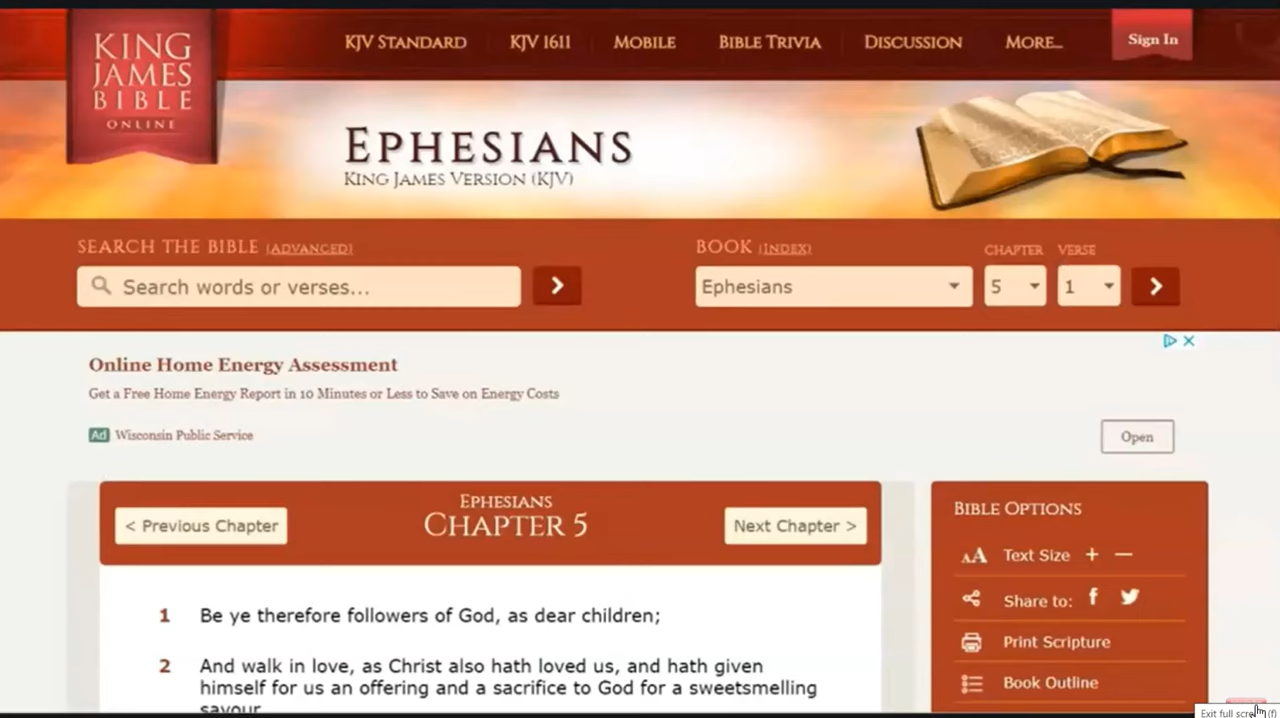 KING
JAMES
BIBLE
ONLINE
KJV STANDARD
KJV 1611
MOBILE
BIBLE TRIVIA
DISCUSSION
MORE...
Sign In
EPHESIANS
KING JAMES VERSION (KJV)
SEARCH THE BIBLE (ADVANCED)
BOOK (INDEX)
CHAPTER
VERSE
Search words or verses...
Ephesians
5
1
Online Home Energy Assessment
Get a Free Home Energy Report in 10 Minutes or Less to Save on Energy Costs
Ad Wisconsin Public Service
Open
EPHESIANS
< Previous Chapter
CHAPTER 5
Next Chapter >
1 Be ye therefore followers of God, as dear children;
2 And walk in love, as Christ also hath loved us, and hath given
himself for us an offering and a sacrifice to God for a sweetsmelling
savour
BIBLE OPTIONS
AA Text Size + −
Share to:
Print Scripture
Book Outline
Exit full screen (f)